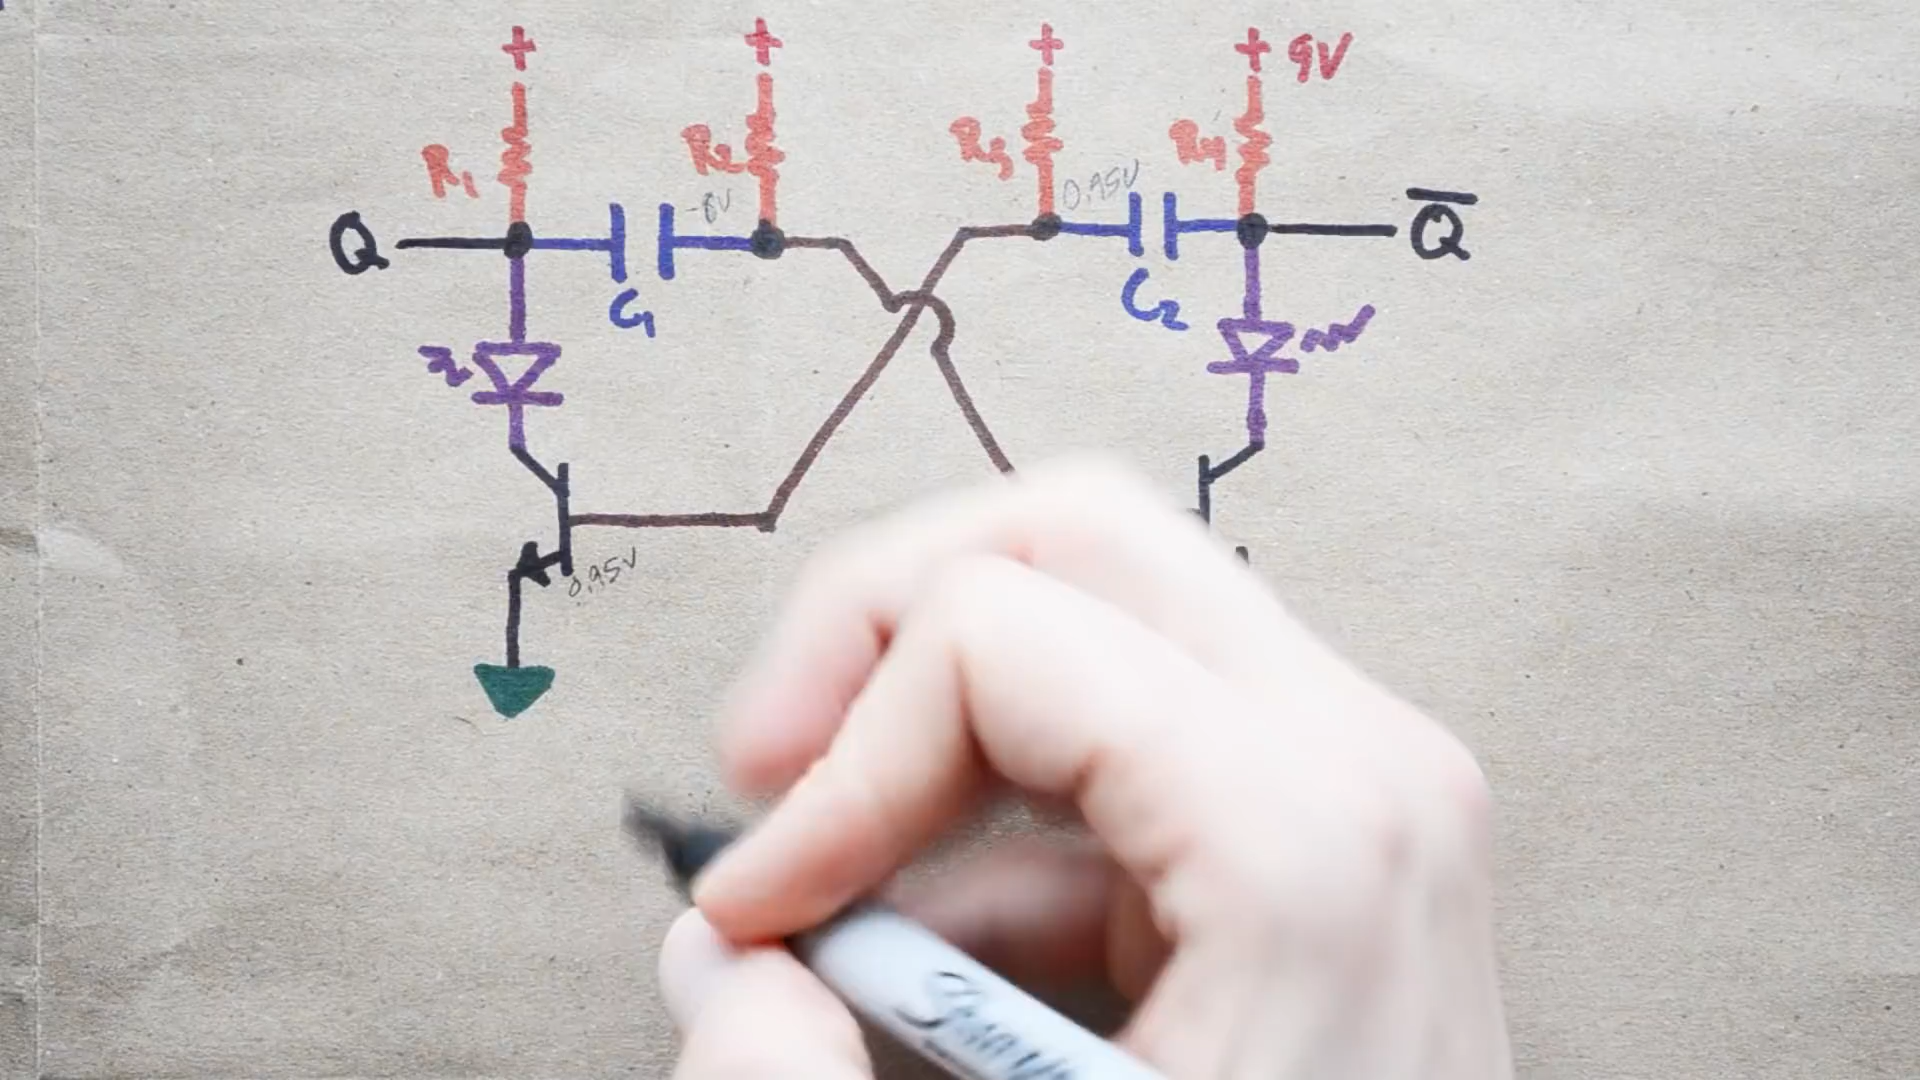 + + + + 9V
R1 R2 R3 R4
-8V 0.95V
Q Q̅
C1 C2
0.95V